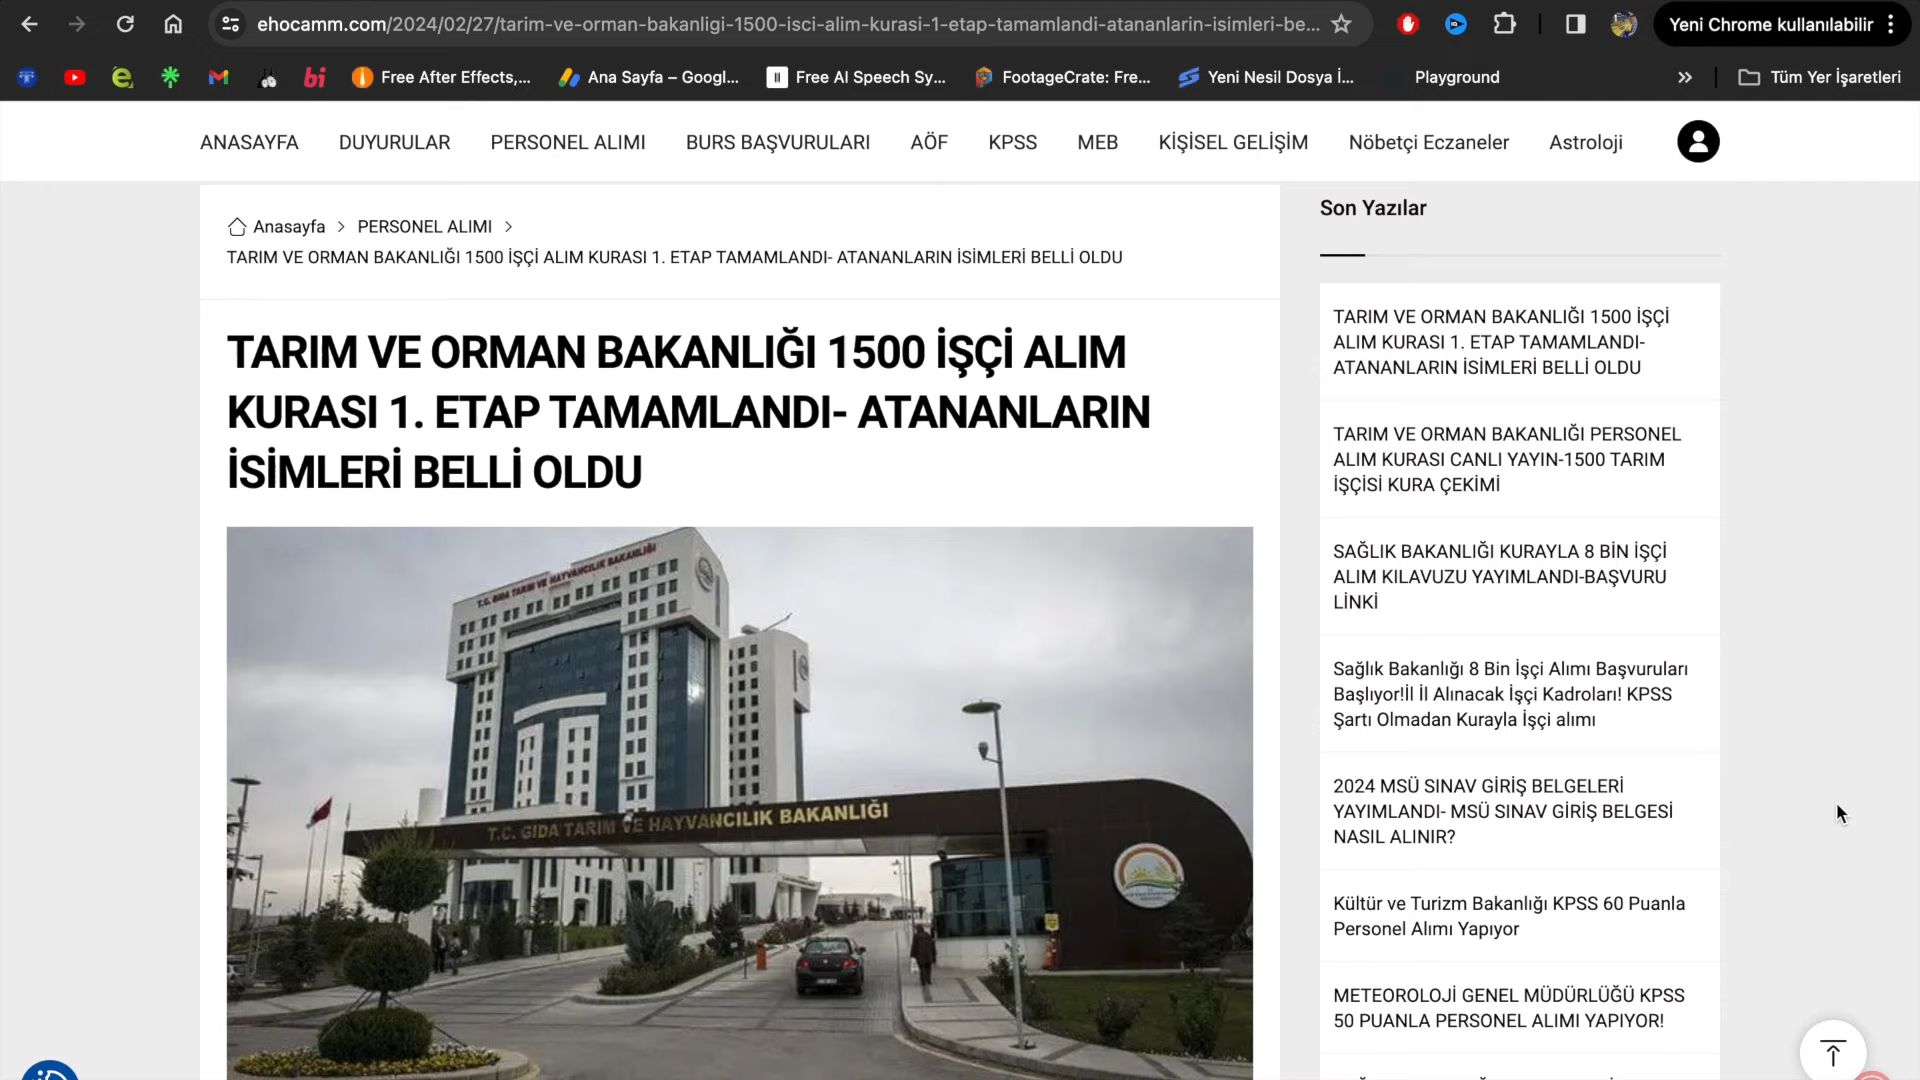 ehocamm.com/2024/02/27/tarim-ve-orman-bakanligi-1500-isci-alim-kurasi-1-etap-tamamlandi-atananlarin-isimleri-be...
Yeni Chrome kullanılabilir
bi
Free After Effects,...
Ana Sayfa – Googl...
Free AI Speech Sy...
FootageCrate: Fre...
Yeni Nesil Dosya İ...
Playground
»
Tüm Yer İşaretleri
ANASAYFA
DUYURULAR
PERSONEL ALIMI
BURS BAŞVURULARI
AÖF
KPSS
MEB
KİŞİSEL GELİŞİM
Nöbetçi Eczaneler
Astroloji
Anasayfa > PERSONEL ALIMI >
TARIM VE ORMAN BAKANLIĞI 1500 İŞÇİ ALIM KURASI 1. ETAP TAMAMLANDI- ATANANLARIN İSİMLERİ BELLİ OLDU
TARIM VE ORMAN BAKANLIĞI 1500 İŞÇİ ALIM
KURASI 1. ETAP TAMAMLANDI- ATANANLARIN
İSİMLERİ BELLİ OLDU
T.C. GIDA TARIM VE HAYVANCILIK BAKANLIĞI
T.C. GIDA TARIM VE HAYVANCILIK BAKANLIĞI
Son Yazılar
TARIM VE ORMAN BAKANLIĞI 1500 İŞÇİ
ALIM KURASI 1. ETAP TAMAMLANDI-
ATANANLARIN İSİMLERİ BELLİ OLDU
TARIM VE ORMAN BAKANLIĞI PERSONEL
ALIM KURASI CANLI YAYIN-1500 TARIM
İŞÇİSİ KURA ÇEKİMİ
SAĞLIK BAKANLIĞI KURAYLA 8 BİN İŞÇİ
ALIM KILAVUZU YAYIMLANDI-BAŞVURU
LİNKİ
Sağlık Bakanlığı 8 Bin İşçi Alımı Başvuruları
Başlıyor!İl İl Alınacak İşçi Kadroları! KPSS
Şartı Olmadan Kurayla İşçi alımı
2024 MSÜ SINAV GİRİŞ BELGELERİ
YAYIMLANDI- MSÜ SINAV GİRİŞ BELGESİ
NASIL ALINIR?
Kültür ve Turizm Bakanlığı KPSS 60 Puanla
Personel Alımı Yapıyor
METEOROLOJİ GENEL MÜDÜRLÜĞÜ KPSS
50 PUANLA PERSONEL ALIMI YAPIYOR!